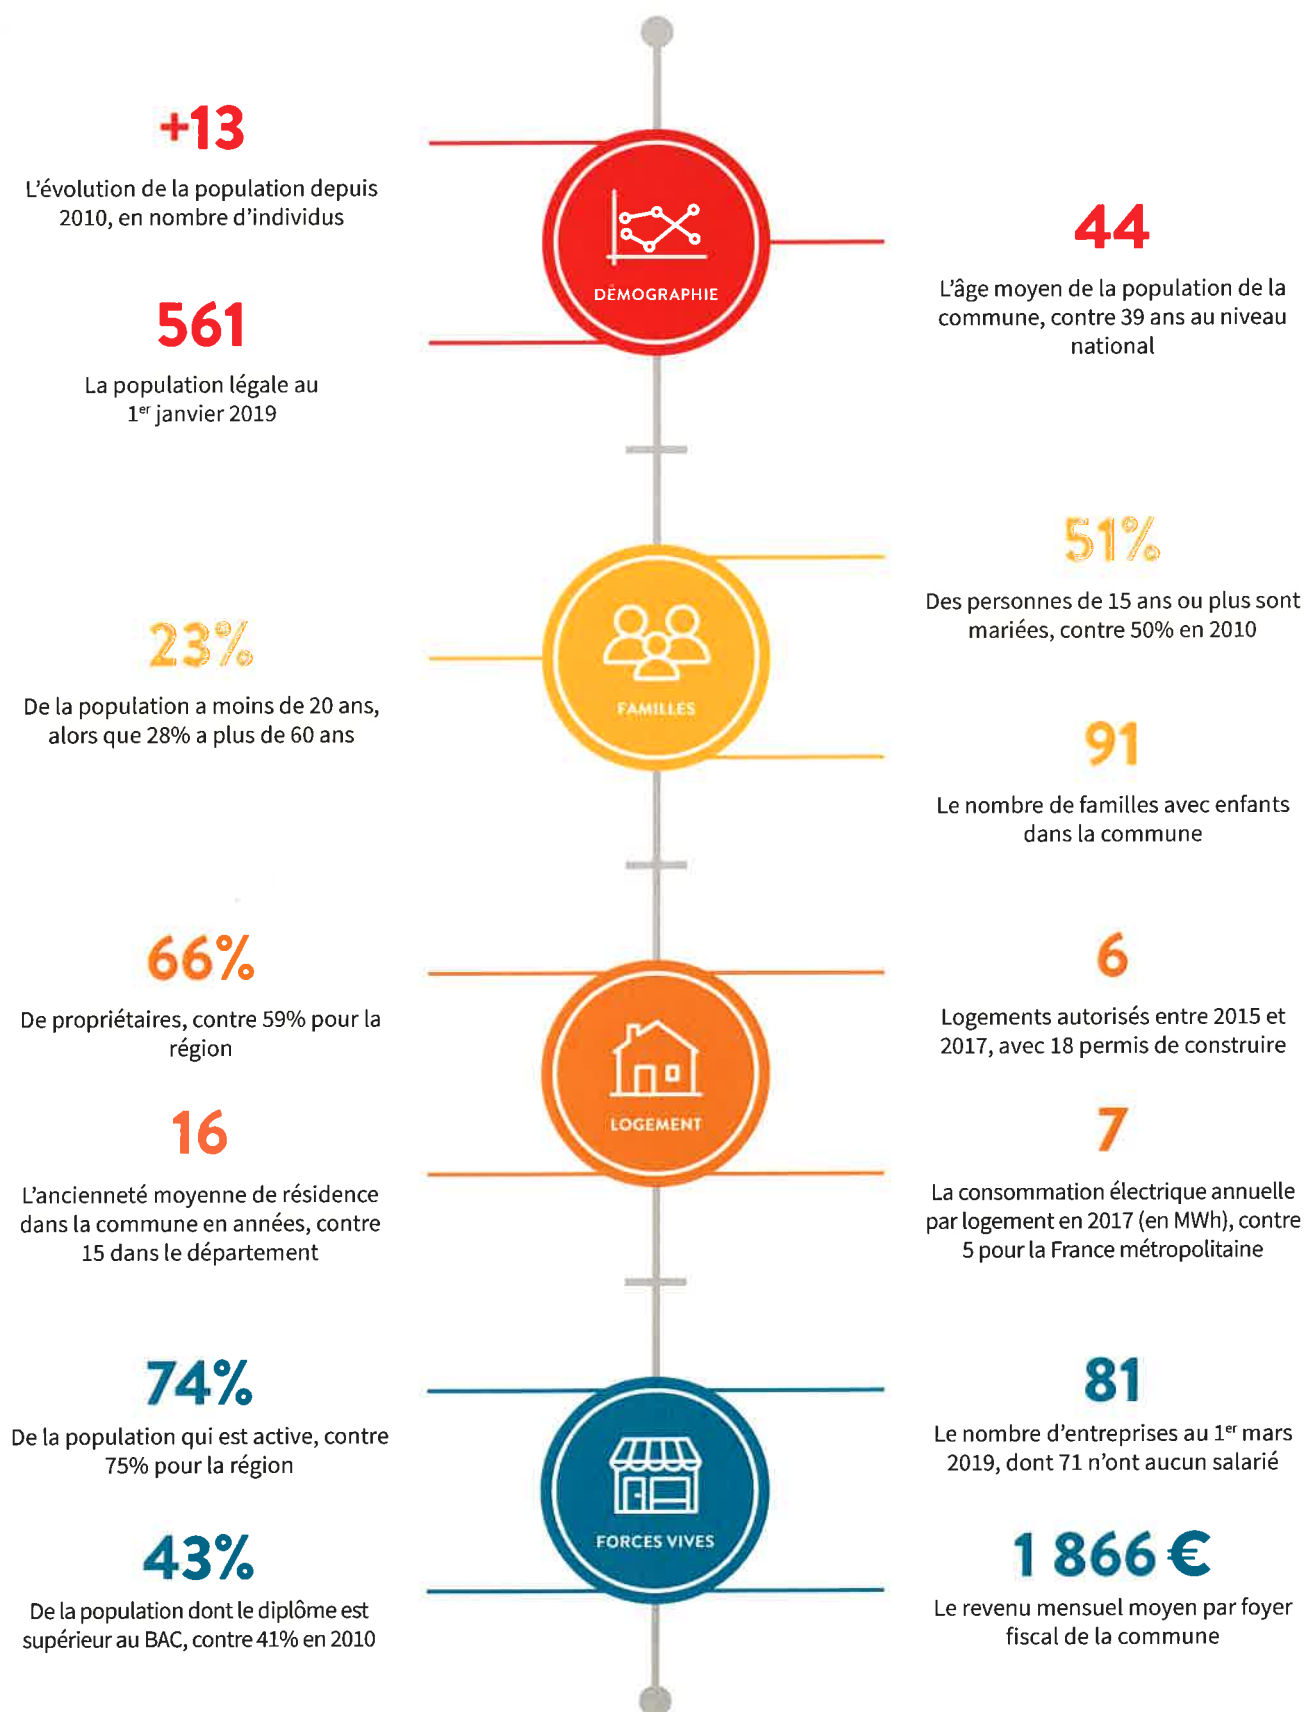 +13
L'évolution de la population depuis
2010, en nombre d'individus
561
La population légale au
1er janvier 2019
DÉMOGRAPHIE
44
L'âge moyen de la population de la
commune, contre 39 ans au niveau
national
23%
De la population a moins de 20 ans,
alors que 28% a plus de 60 ans
FAMILLES
51%
Des personnes de 15 ans ou plus sont
mariées, contre 50% en 2010
91
Le nombre de familles avec enfants
dans la commune
66%
De propriétaires, contre 59% pour la
région
16
L'ancienneté moyenne de résidence
dans la commune en années, contre
15 dans le département
LOGEMENT
6
Logements autorisés entre 2015 et
2017, avec 18 permis de construire
7
La consommation électrique annuelle
par logement en 2017 (en MWh), contre
5 pour la France métropolitaine
74%
De la population qui est active, contre
75% pour la région
43%
De la population dont le diplôme est
supérieur au BAC, contre 41% en 2010
FORCES VIVES
81
Le nombre d'entreprises au 1er mars
2019, dont 71 n'ont aucun salarié
1 866 €
Le revenu mensuel moyen par foyer
fiscal de la commune